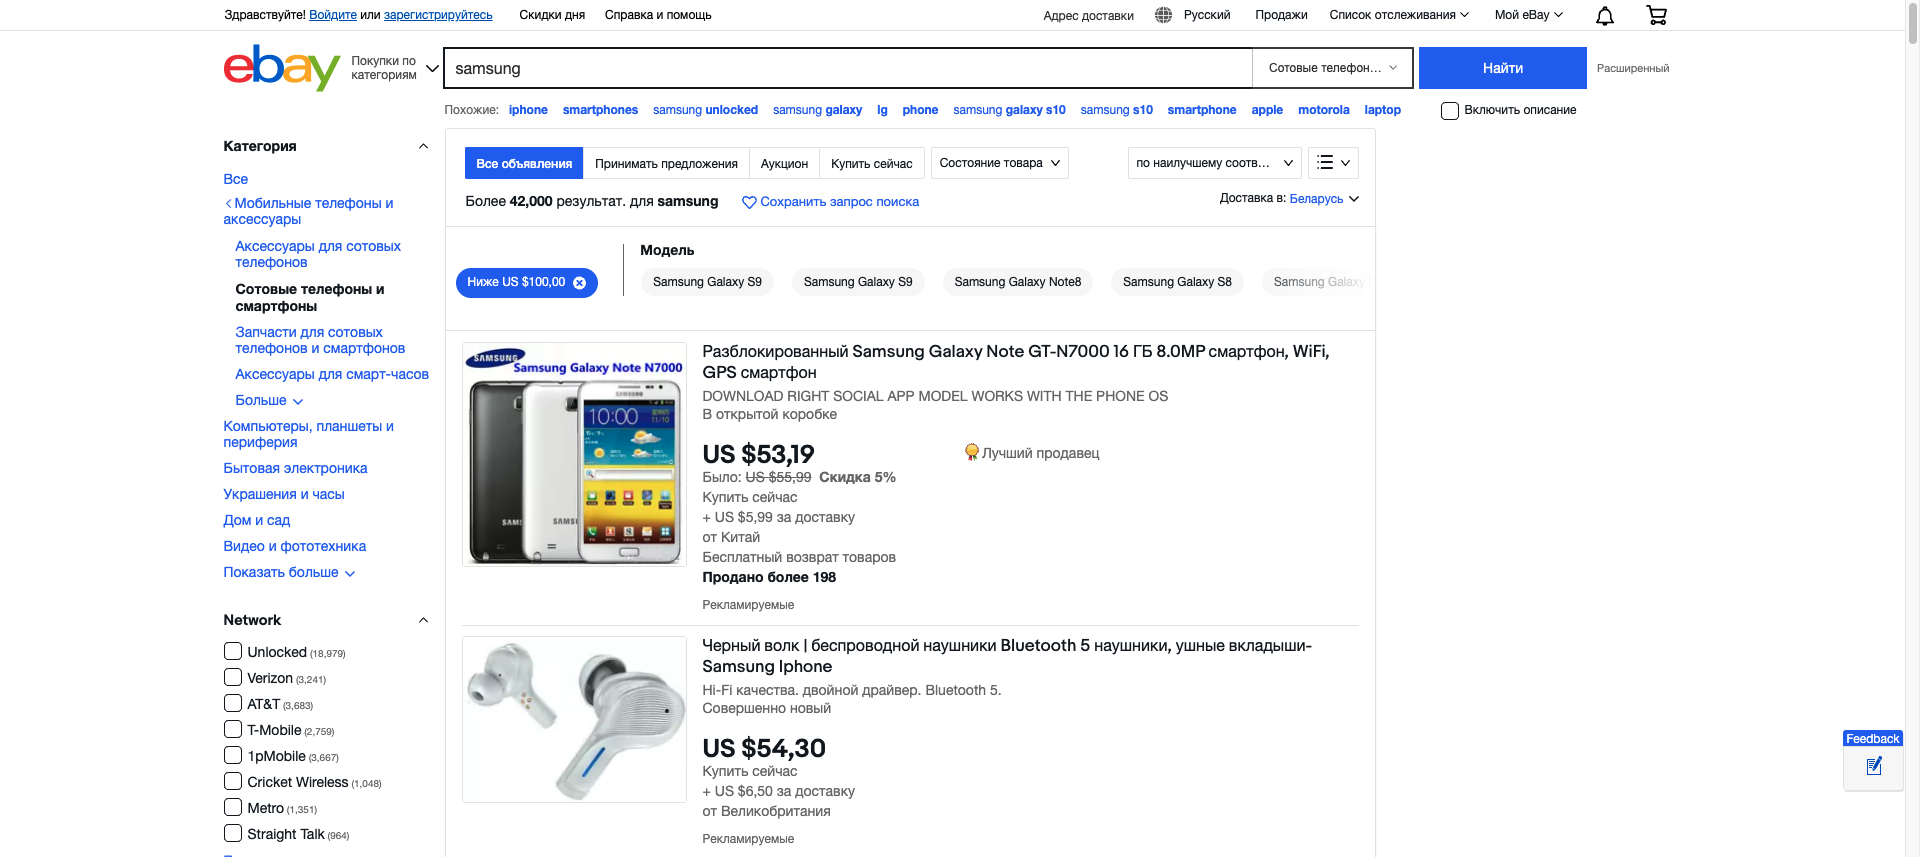 Здравствуйте! Войдите или зарегистрируйтесь Скидки дня Справка и помощь Адрес доставки Русский Продажи Список отслеживания Мой eBay
ebay
Покупки по категориям
samsung
Сотовые телефон...
Найти
Расширенный
Похожие: iphone smartphones samsung unlocked samsung galaxy lg phone samsung galaxy s10 samsung s10 smartphone apple motorola laptop
Включить описание
Категория
Все
Мобильные телефоны и
аксессуары
Аксессуары для сотовых
телефонов
Сотовые телефоны и
смартфоны
Запчасти для сотовых
телефонов и смартфонов
Аксессуары для смарт-часов
Больше
Компьютеры, планшеты и
периферия
Бытовая электроника
Украшения и часы
Дом и сад
Видео и фототехника
Показать больше
Network
Unlocked (18,979)
Verizon (3,241)
AT&T (3,683)
T-Mobile (2,759)
1pMobile (3,667)
Cricket Wireless (1,048)
Metro (1,351)
Straight Talk (964)
Все объявления Принимать предложения Аукцион Купить сейчас Состояние товара по наилучшему соотв...
Более 42,000 результат. для samsung Сохранить запрос поиска Доставка в: Беларусь
Модель
Ниже US $100,00 Samsung Galaxy S9 Samsung Galaxy S9 Samsung Galaxy Note8 Samsung Galaxy S8 Samsung Galaxy
SAMSUNG
Samsung Galaxy Note N7000
10:00
Разблокированный Samsung Galaxy Note GT-N7000 16 ГБ 8.0MP смартфон, WiFi,
GPS смартфон
DOWNLOAD RIGHT SOCIAL APP MODEL WORKS WITH THE PHONE OS
В открытой коробке
US $53,19 Лучший продавец
Было: US $55,99 Скидка 5%
Купить сейчас
+ US $5,99 за доставку
от Китай
Бесплатный возврат товаров
Продано более 198
Рекламируемые
Черный волк | беспроводной наушники Bluetooth 5 наушники, ушные вкладыши-
Samsung Iphone
Hi-Fi качества. двойной драйвер. Bluetooth 5.
Совершенно новый
US $54,30
Купить сейчас
+ US $6,50 за доставку
от Великобритания
Рекламируемые
Feedback